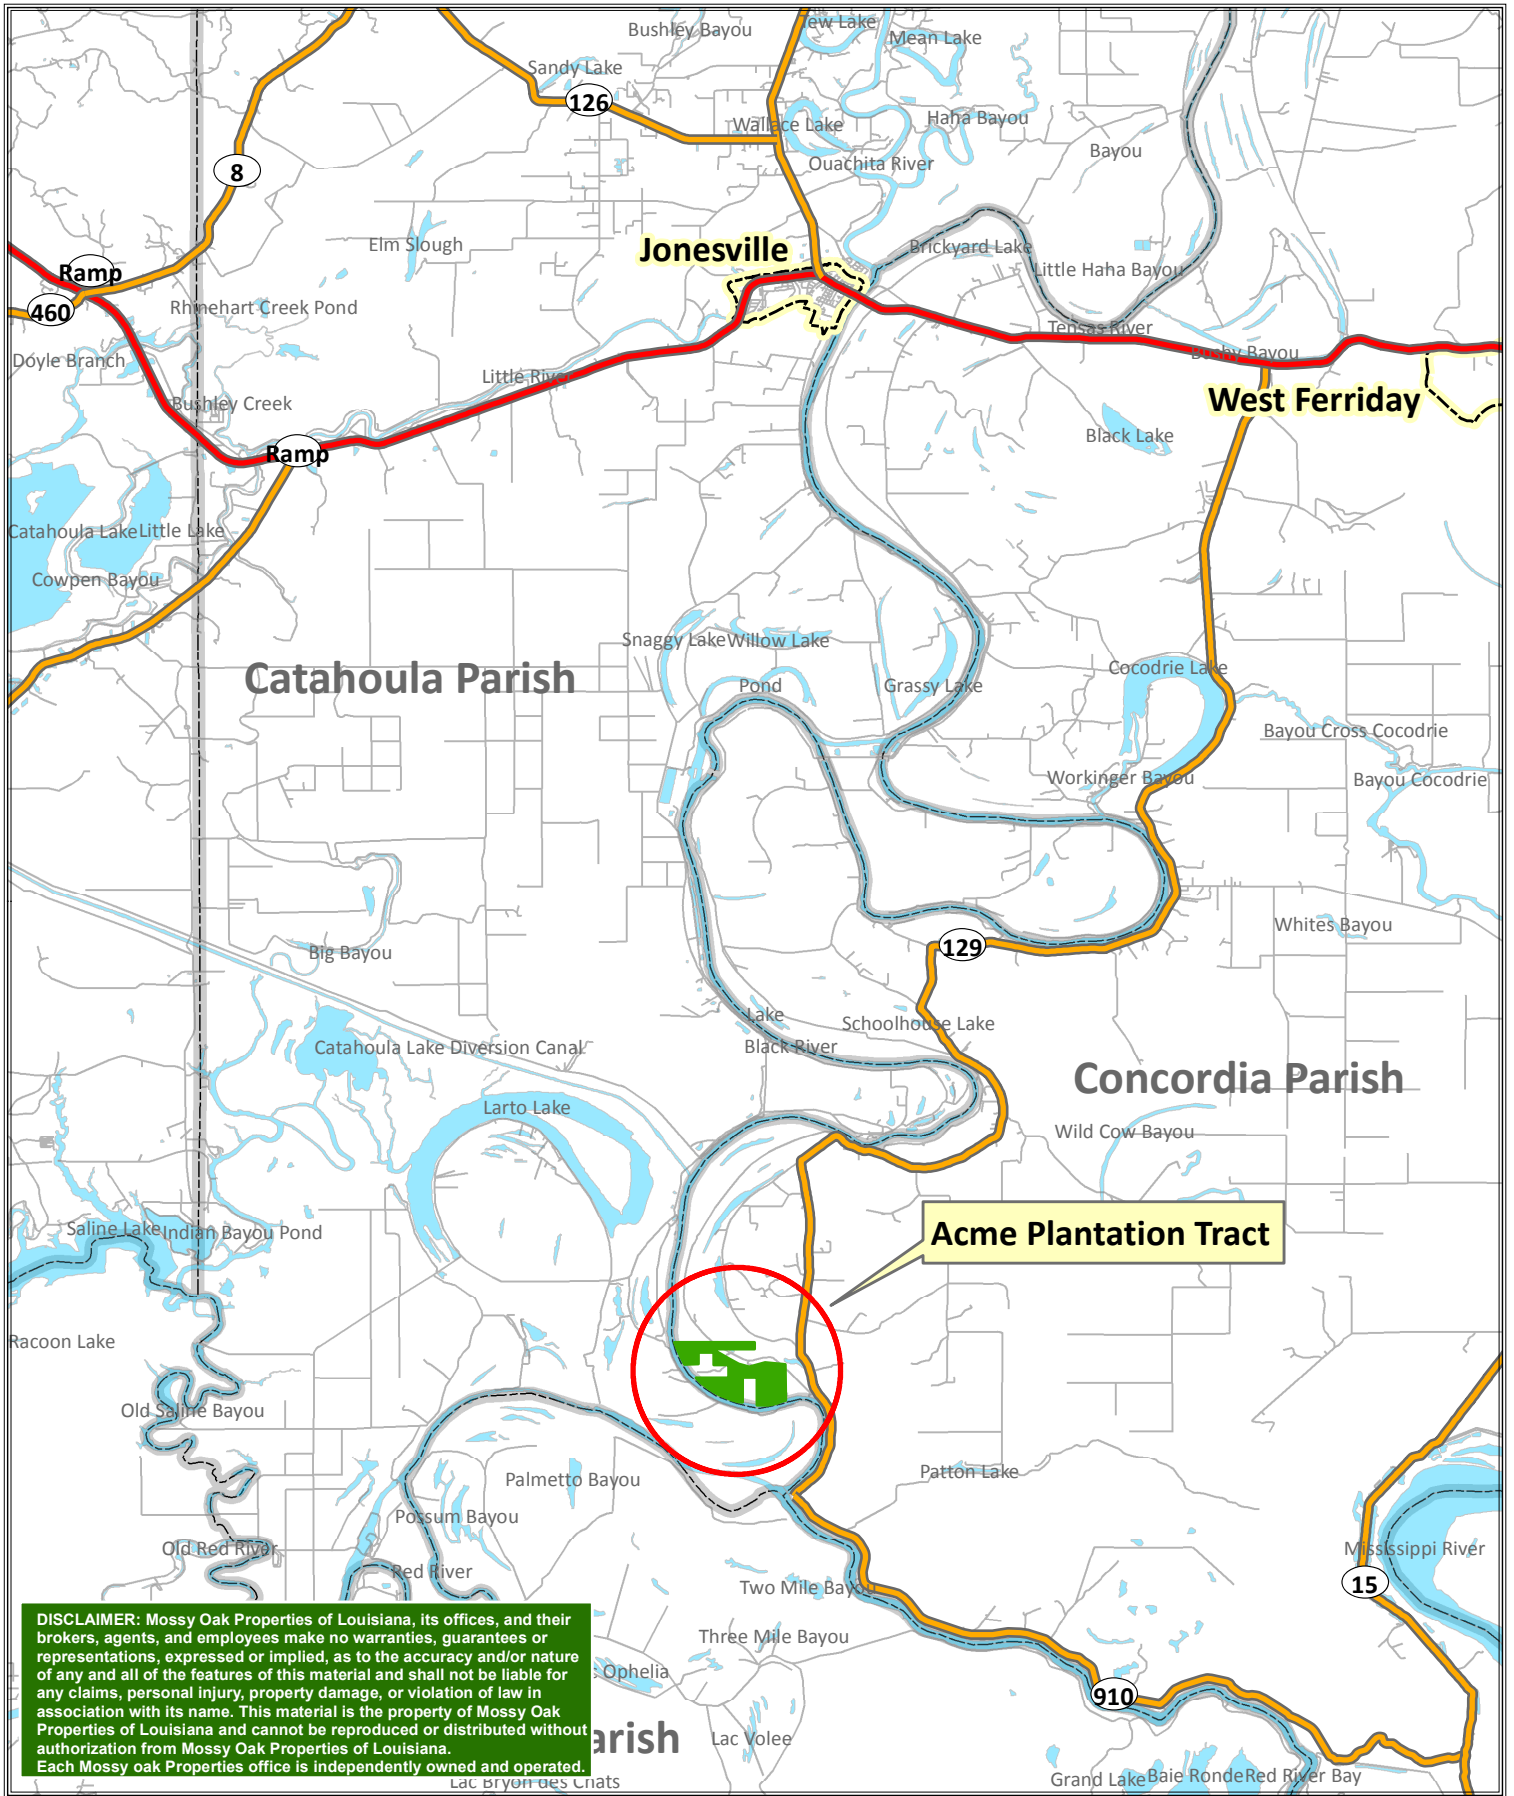 Bushley Bayou
ew Lake
Mean Lake
Sandy Lake
126
Wallace Lake
Haha Bayou
Bayou
Ouachita River
8
Elm Slough
Jonesville
Brickyard Lake
Little Haha Bayou
Ramp
460
Rhinehart Creek Pond
Tensas River
Bushy Bayou
Doyle Branch
Little River
Bushley Creek
West Ferriday
Black Lake
Ramp
Catahoula Lake
Little Lake
Cowpen Bayou
Snaggy Lake
Willow Lake
Catahoula Parish
Pond
Grassy Lake
Cocodrie Lake
Bayou Cross Cocodrie
Workinger Bayou
Bayou Cocodrie
Whites Bayou
129
Big Bayou
Lake
Schoolhouse Lake
Catahoula Lake Diversion Canal
Black River
Concordia Parish
Larto Lake
Wild Cow Bayou
Saline Lake
Indian Bayou Pond
Acme Plantation Tract
Racoon Lake
Old Saline Bayou
Palmetto Bayou
Patton Lake
Possum Bayou
Old Red River
Red River
Mississippi River
15
Two Mile Bayou
Three Mile Bayou
DISCLAIMER: Mossy Oak Properties of Louisiana, its offices, and their
brokers, agents, and employees make no warranties, guarantees or
representations, expressed or implied, as to the accuracy and/or nature
of any and all of the features of this material and shall not be liable for
any claims, personal injury, property damage, or violation of law in
association with its name. This material is the property of Mossy Oak
Properties of Louisiana and cannot be reproduced or distributed without
authorization from Mossy Oak Properties of Louisiana.
Each Mossy oak Properties office is independently owned and operated.
Ophelia
910
arish
Lac Volee
Lac Bryon des Chats
Grand Lake
Baie Ronde
Red River Bay